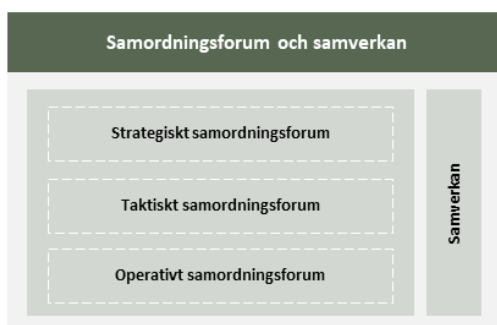 Samordningsforum och samverkan
Strategiskt samordningsforum
Taktiskt samordningsforum
Operativt samordningsforum
Samverkan